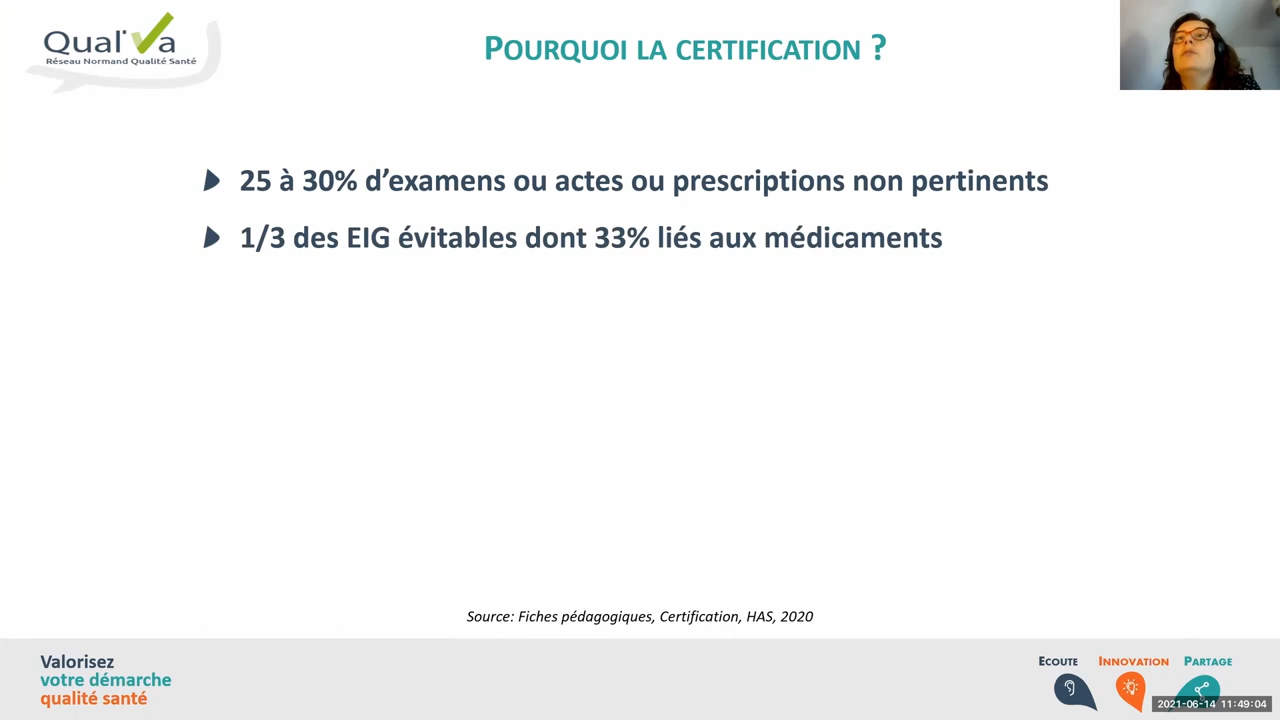 Qual'Va
Réseau Normand Qualité Santé
POURQUOI LA CERTIFICATION ?
25 à 30% d'examens ou actes ou prescriptions non pertinents
1/3 des EIG évitables dont 33% liés aux médicaments
Source: Fiches pédagogiques, Certification, HAS, 2020
Valorisez
votre démarche
qualité santé
ECOUTE INNOVATION PARTAGE
2021-06-14 11:49:04